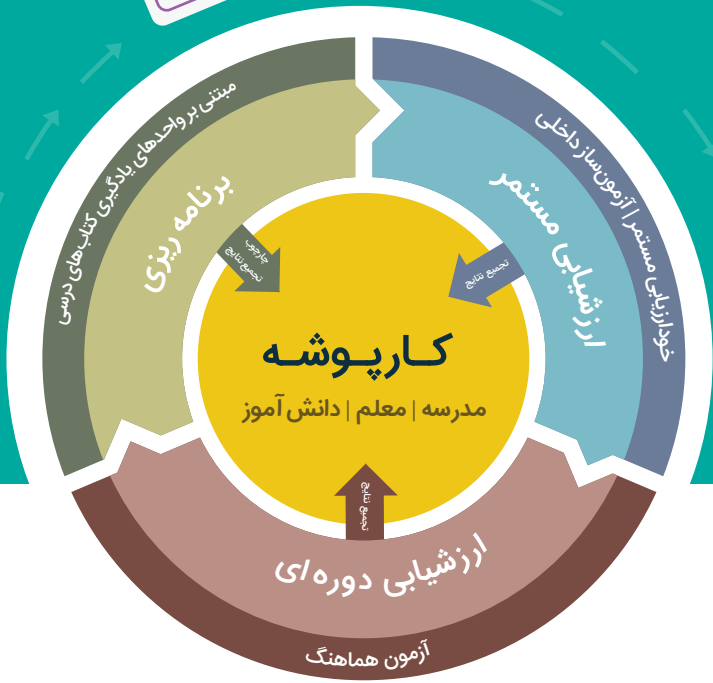 مبتنی بر واحدهای یادگیری کتاب‌های درسی
برنامه ریزی
چارچوب
تجمیع نتایج
خودارزیابی مستمر | آزمون‌ساز داخلی
ارزشیابی مستمر
تجمیع نتایج
کارپوشه
مدرسه | معلم | دانش آموز
تجمیع نتایج
ارزشیابی دوره ای
آزمون هماهنگ